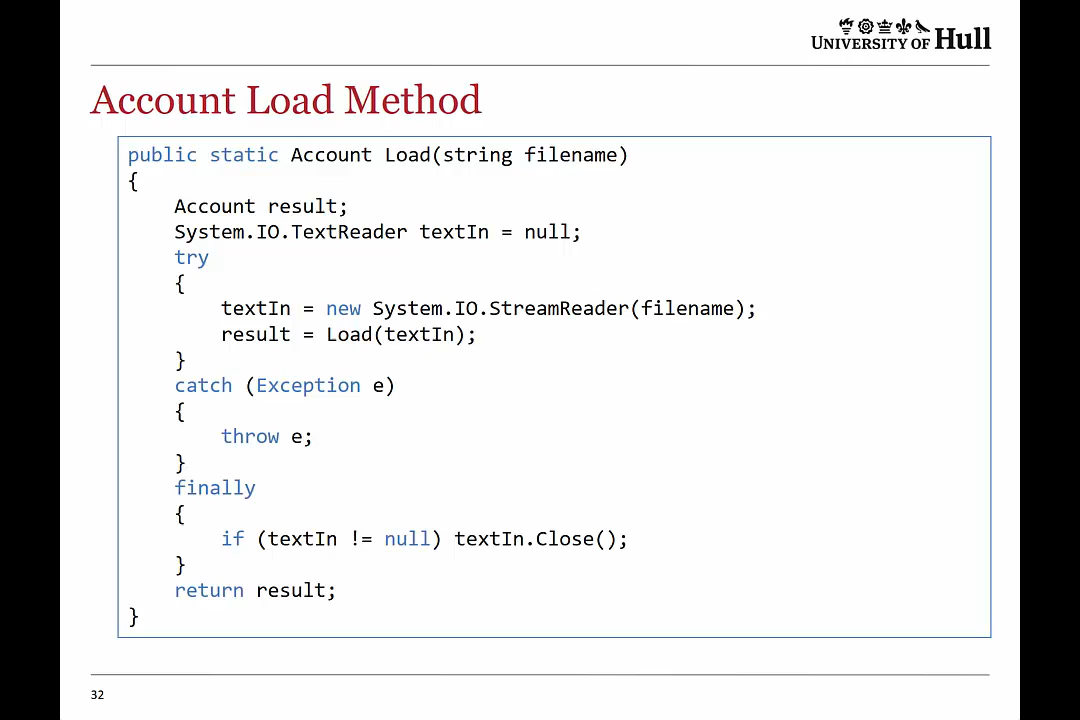 UNIVERSITY OF Hull
Account Load Method
public static Account Load(string filename)
{
    Account result;
    System.IO.TextReader textIn = null;
    try
    {
        textIn = new System.IO.StreamReader(filename);
        result = Load(textIn);
    }
    catch (Exception e)
    {
        throw e;
    }
    finally
    {
        if (textIn != null) textIn.Close();
    }
    return result;
}
32